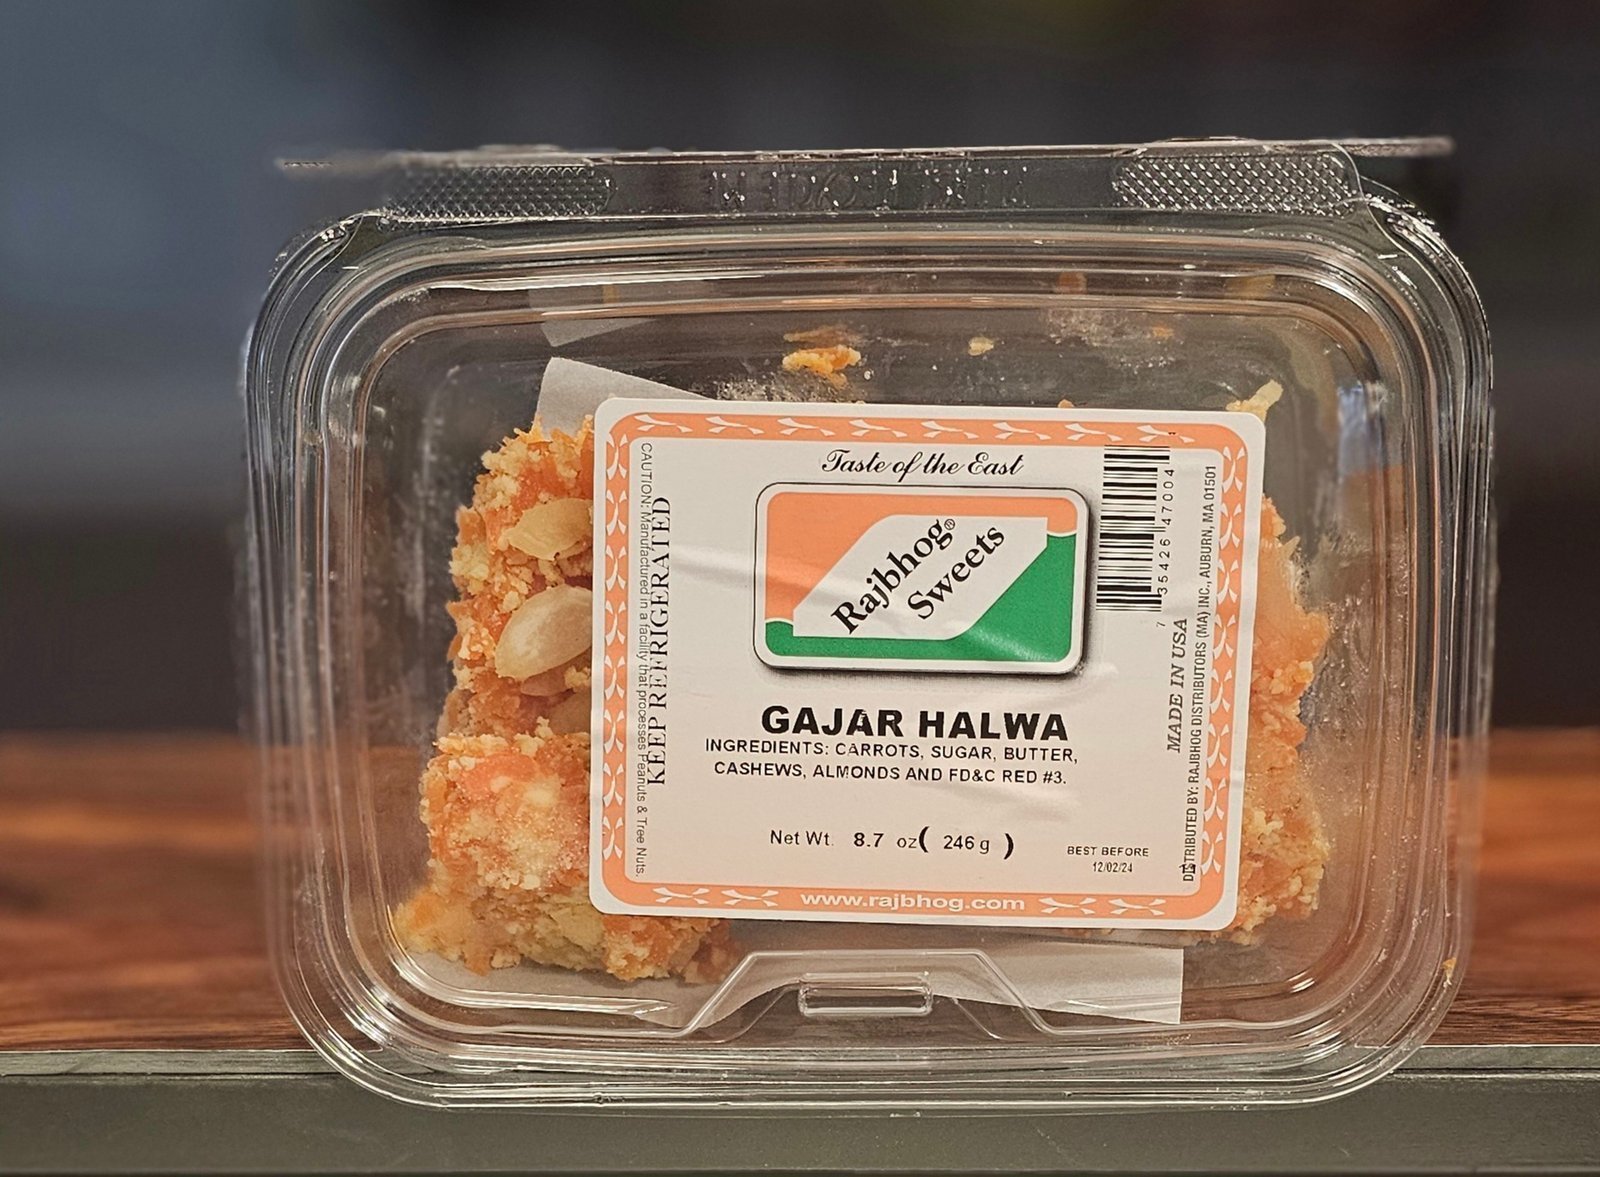 Taste of the East
Rajbhog®
Sweets
GAJAR HALWA
INGREDIENTS: CARROTS, SUGAR, BUTTER,
CASHEWS, ALMONDS AND FD&C RED #3.
Net Wt. 8.7 oz( 246 g )
BEST BEFORE
12/02/24
www.rajbhog.com
CAUTION: Manufactured in a facility that processes Peanuts & Tree Nuts.
KEEP REFRIGERATED
7 35426 47004 1
MADE IN USA
DISTRIBUTED BY: RAJBHOG DISTRIBUTORS (MA) INC., AUBURN, MA 01501